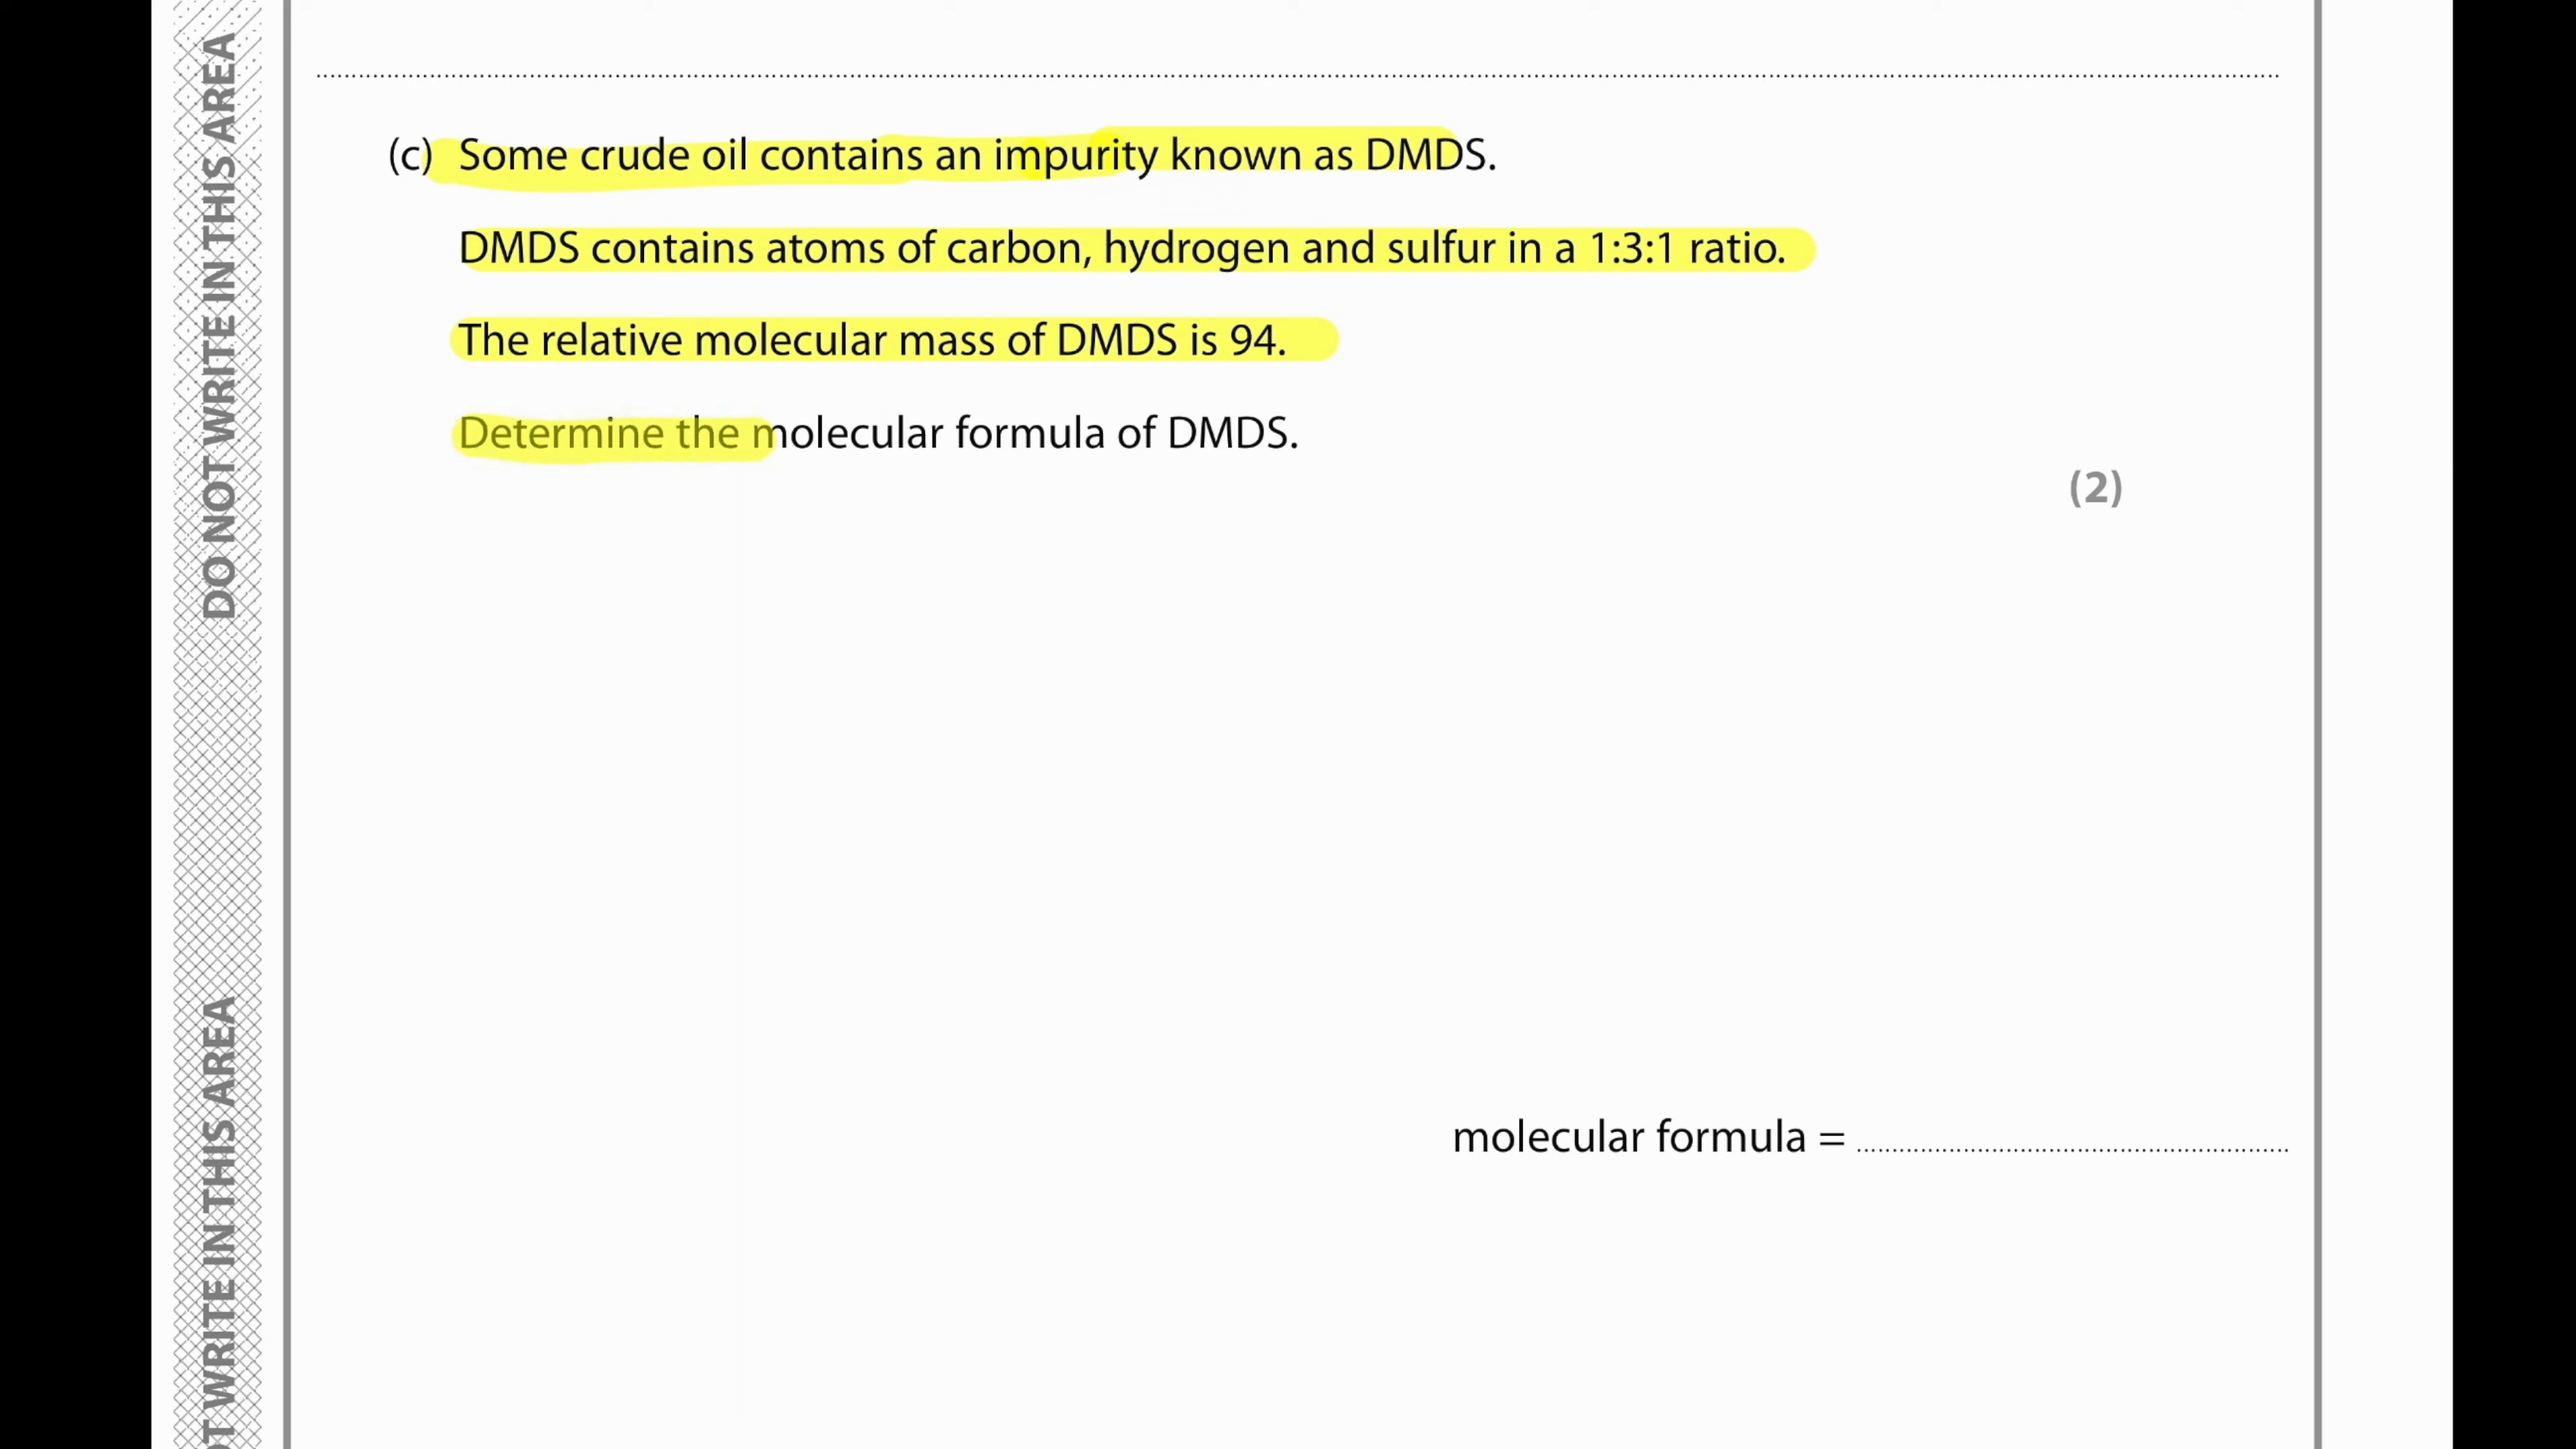 DO NOT WRITE IN THIS AREA
(c) Some crude oil contains an impurity known as DMDS.
DMDS contains atoms of carbon, hydrogen and sulfur in a 1:3:1 ratio.
The relative molecular mass of DMDS is 94.
Determine the molecular formula of DMDS.
(2)
molecular formula =
OT WRITE IN THIS AREA